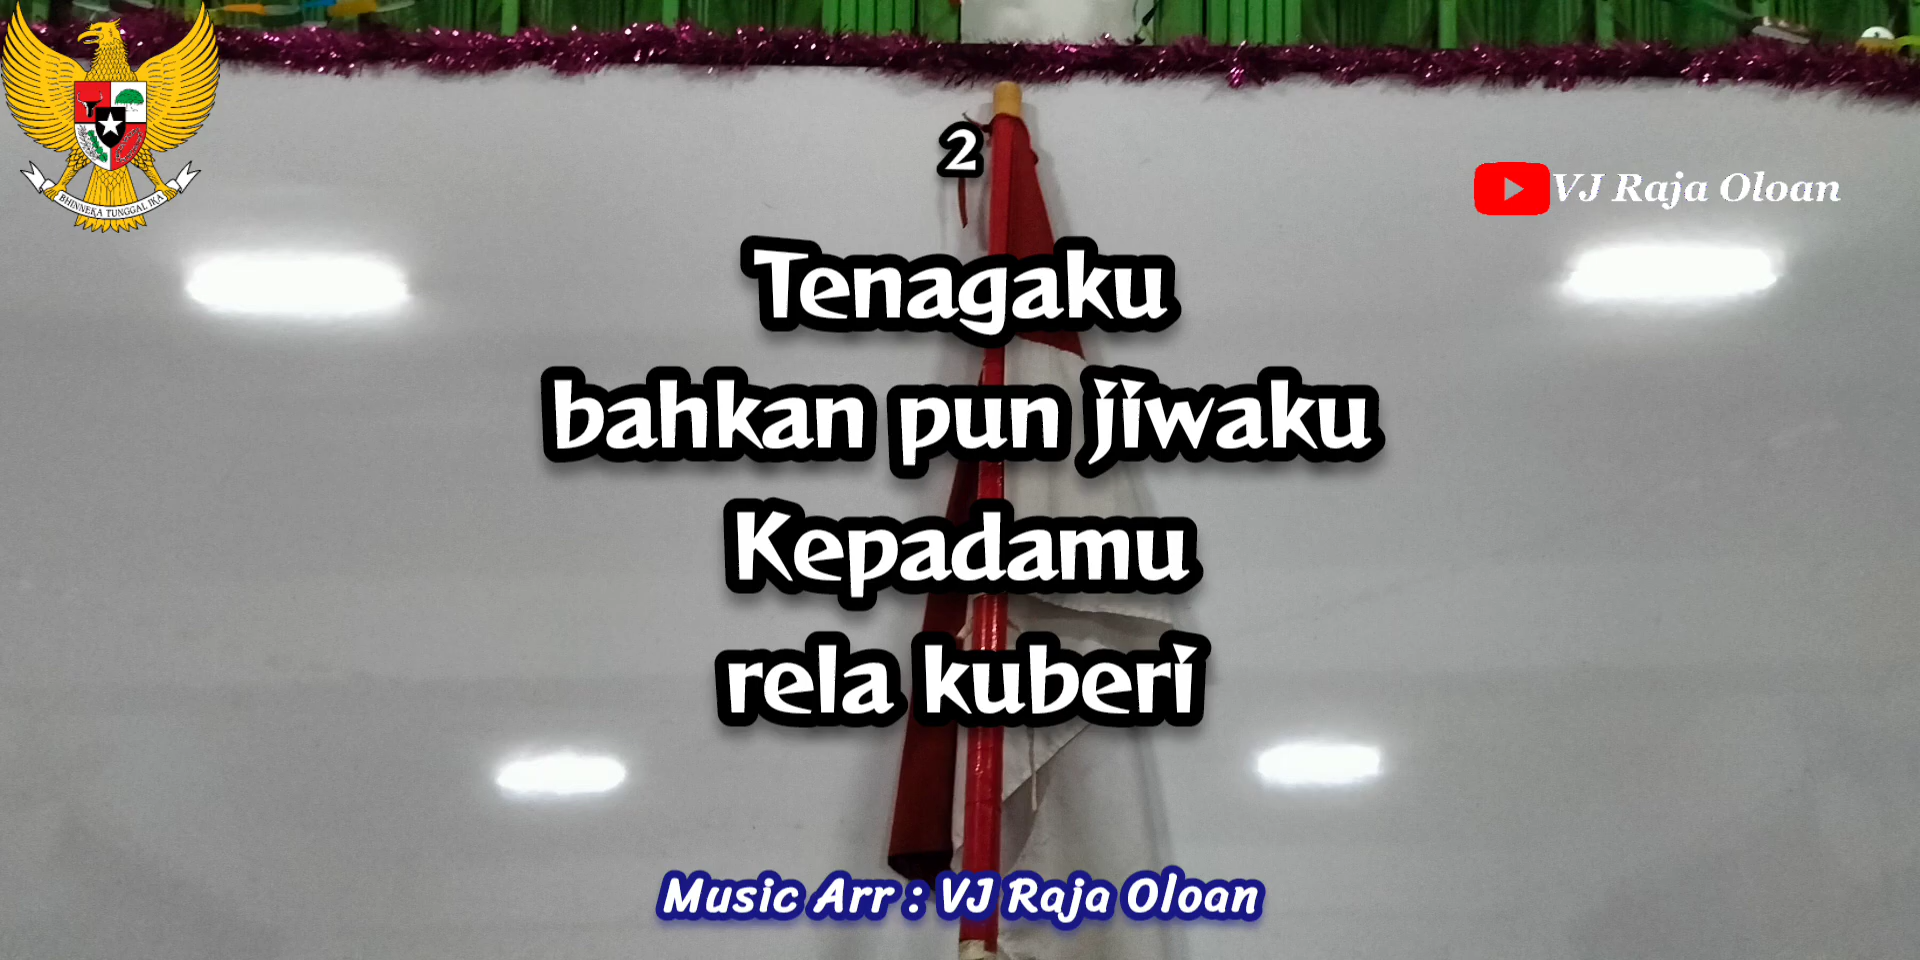 BHINNEKA TUNGGAL IKA
2
VJ Raja Oloan
Tenagaku
bahkan pun jiwaku
Kepadamu
rela kuberi
Music Arr : VJ Raja Oloan